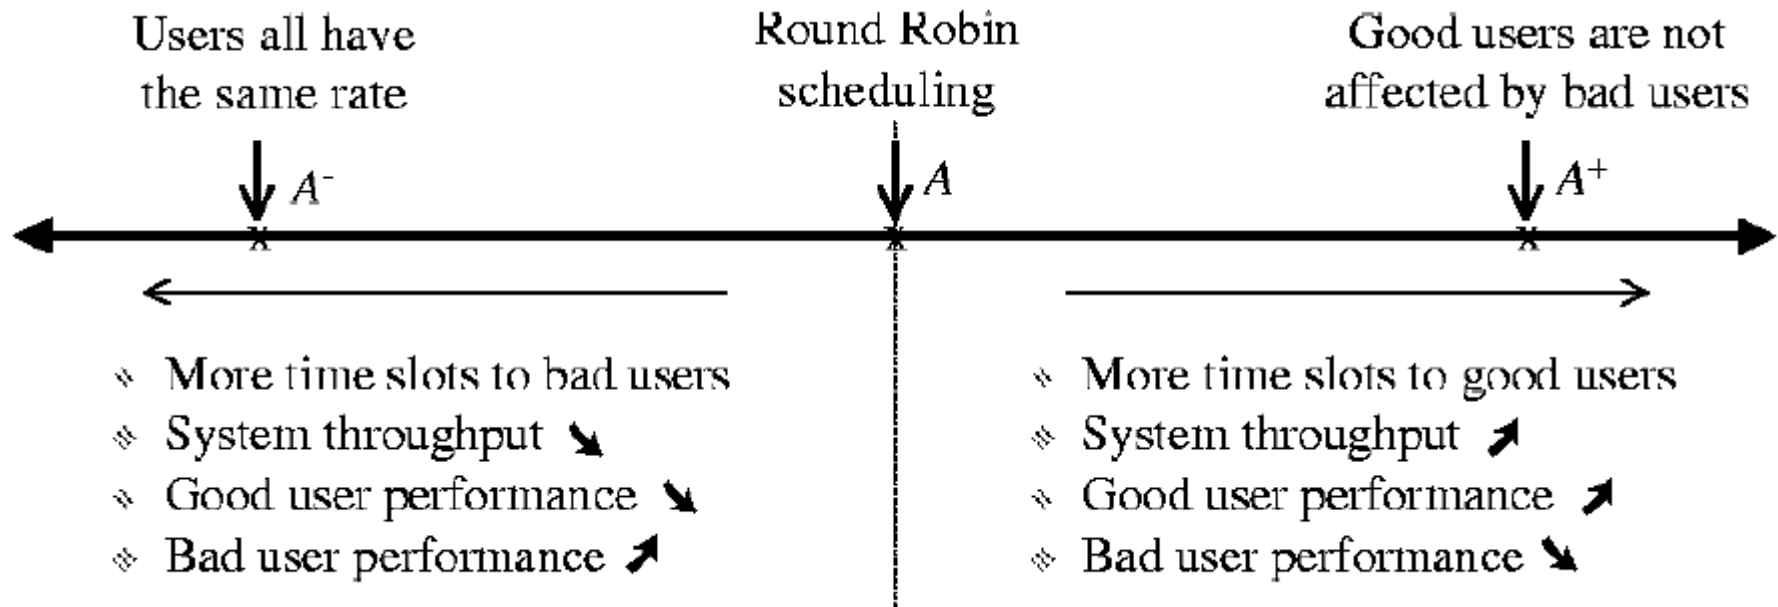 Users all have
the same rate
Round Robin
scheduling
Good users are not
affected by bad users
A⁻
A
A⁺
x
x
x
More time slots to bad users
System throughput ➘
Good user performance ➘
Bad user performance ➚
More time slots to good users
System throughput ➚
Good user performance ➚
Bad user performance ➘